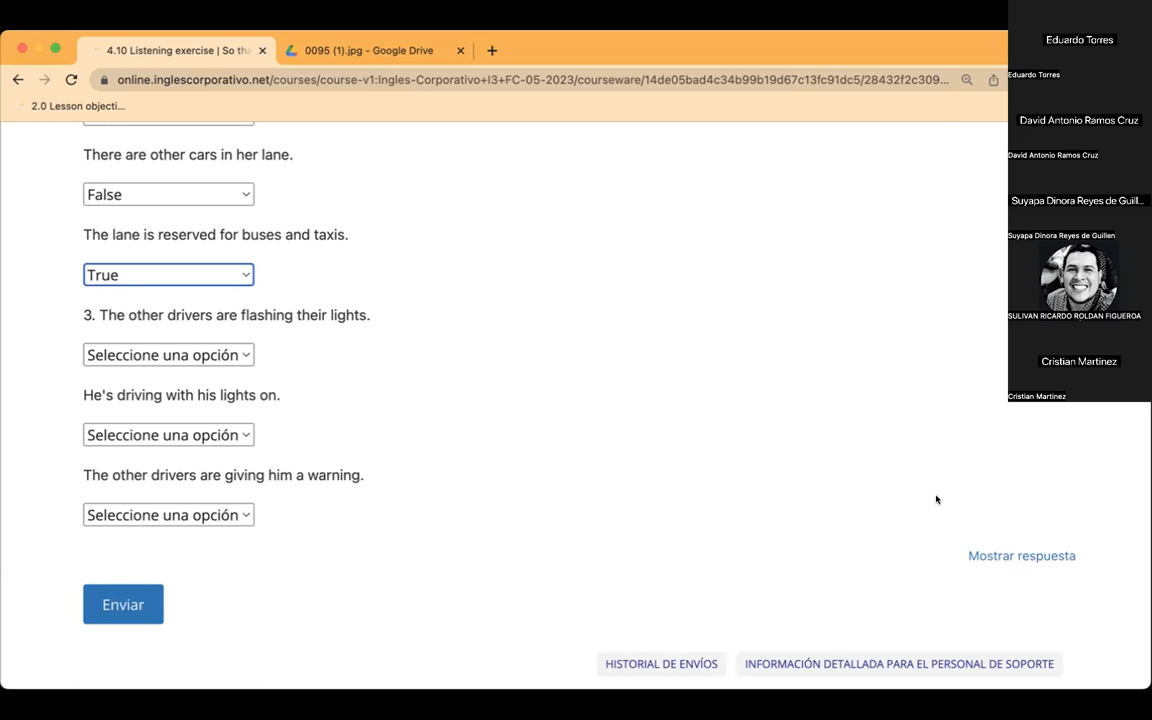 4.10 Listening exercise | So tha
0095 (1).jpg - Google Drive
online.inglescorporativo.net/courses/course-v1:Ingles-Corporativo+I3+FC-05-2023/courseware/14de05bad4c34b99b19d67c13fc91dc5/28432f2c309...
2.0 Lesson objecti...
There are other cars in her lane.
False
The lane is reserved for buses and taxis.
True
3. The other drivers are flashing their lights.
Seleccione una opción
He's driving with his lights on.
Seleccione una opción
The other drivers are giving him a warning.
Seleccione una opción
Mostrar respuesta
Enviar
HISTORIAL DE ENVÍOS
INFORMACIÓN DETALLADA PARA EL PERSONAL DE SOPORTE
Eduardo Torres
Eduardo Torres
David Antonio Ramos Cruz
David Antonio Ramos Cruz
Suyapa Dinora Reyes de Guill...
Suyapa Dinora Reyes de Guillen
SULIVAN RICARDO ROLDAN FIGUEROA
Cristian Martinez
Cristian Martinez